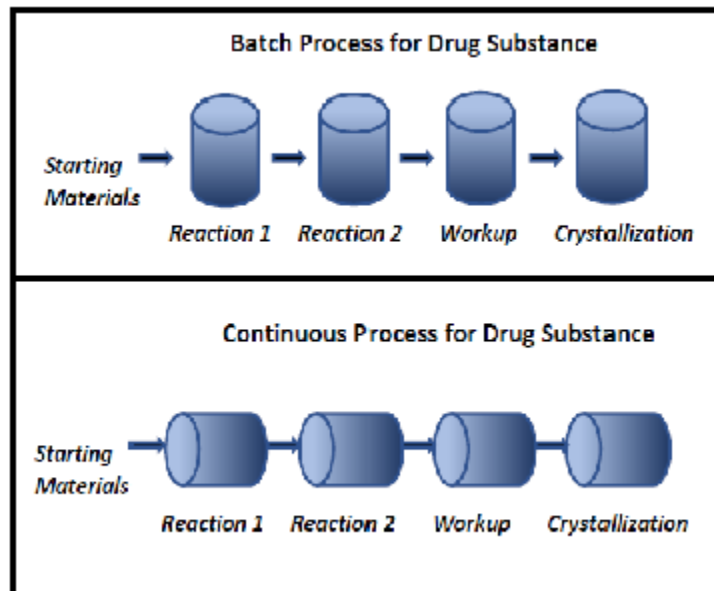 Batch Process for Drug Substance
Starting
Materials
Reaction 1
Reaction 2
Workup
Crystallization
Continuous Process for Drug Substance
Starting
Materials
Reaction 1
Reaction 2
Workup
Crystallization